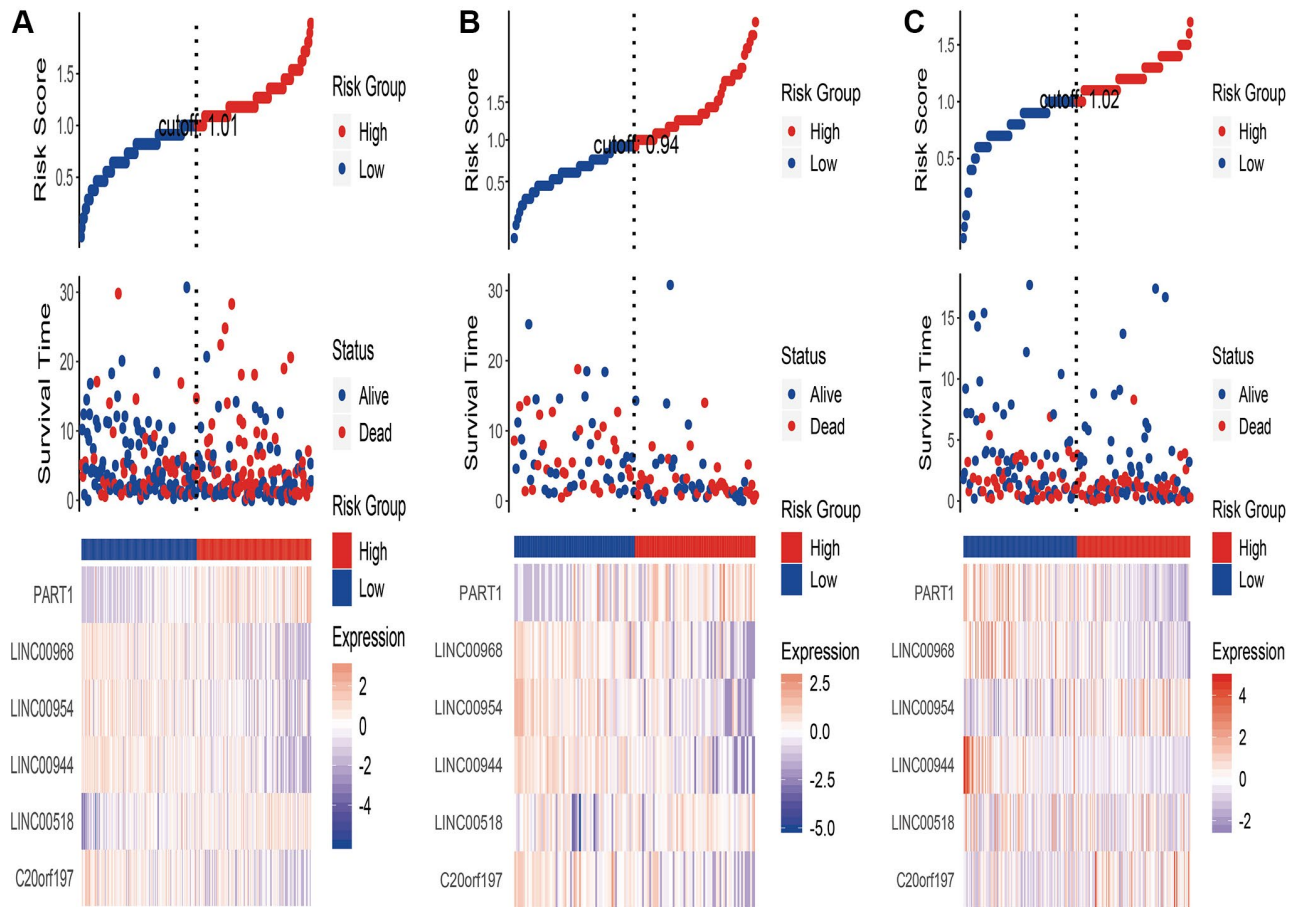 A
Risk Score
1.5
1.0
0.5
cutoff: 1.01
Risk Group
High
Low
Survival Time
30
20
10
0
Status
Alive
Dead
Risk Group
High
Low
PART1
LINC00968
LINC00954
LINC00944
LINC00518
C20orf197
Expression
2
0
-2
-4
B
Risk Score
1.5
1.0
0.5
cutoff: 0.94
Risk Group
High
Low
Survival Time
30
20
10
0
Status
Alive
Dead
Risk Group
High
Low
PART1
LINC00968
LINC00954
LINC00944
LINC00518
C20orf197
Expression
2.5
0.0
-2.5
-5.0
C
Risk Score
1.5
1.0
0.5
cutoff: 1.02
Risk Group
High
Low
Survival Time
15
10
5
0
Status
Alive
Dead
Risk Group
High
Low
PART1
LINC00968
LINC00954
LINC00944
LINC00518
C20orf197
Expression
4
2
0
-2